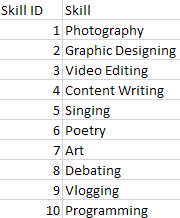 Skill ID Skill
1 Photography
2 Graphic Designing
3 Video Editing
4 Content Writing
5 Singing
6 Poetry
7 Art
8 Debating
9 Vlogging
10 Programming